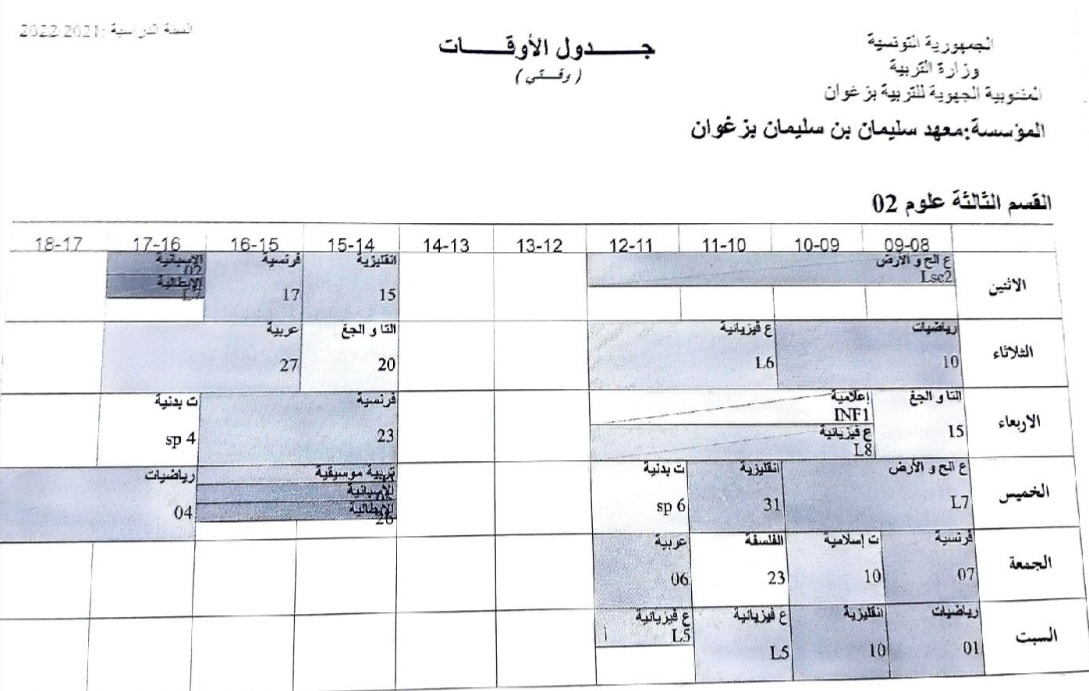 الجمهورية التونسية
وزارة التربية
المندوبية الجهوية للتربية بزغوان
المؤسسة:معهد سليمان بن سليمان بزغوان
جـــدول الأوقـــات
(وقـتي)
السنة الدراسية :2022/2021
القسم الثالثة علوم 02
09-08 10-09 11-10 12-11 13-12 14-13 15-14 16-15 17-16 18-17
الاثنين
ع الح و الأرض
Lsc2
انقليزية
15
فرنسية
17
الإسبانية
02
الإيطالية
L7
الثلاثاء
رياضيات
10
ع فيزيائية
L6
التا و الجغ
20
عربية
27
الاربعاء
التا و الجغ
15
إعلامية
INF1
ع فيزيائية
L8
فرنسية
23
ت بدنية
sp 4
الخميس
ع الح و الأرض
L7
انقليزية
31
ت بدنية
sp 6
تربية موسيقية
الإسبانية
الإيطالية
26
رياضيات
04
الجمعة
فرنسية
07
ت إسلامية
10
الفلسفة
23
عربية
06
السبت
رياضيات
01
انقليزية
10
ع فيزيائية
L5
ع فيزيائية
L5